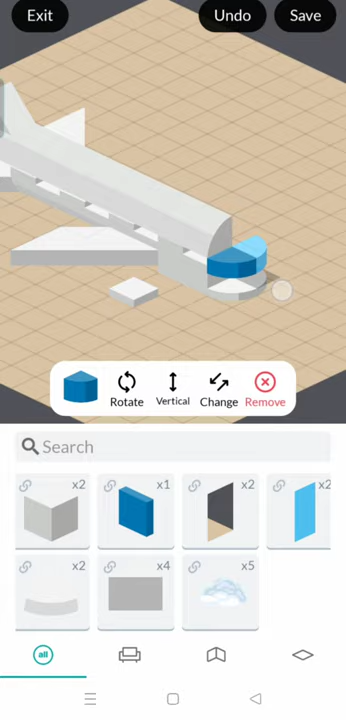 Exit Undo Save
Rotate Vertical Change Remove
Search
x2 x1 x2 x2
x2 x4 x5
all